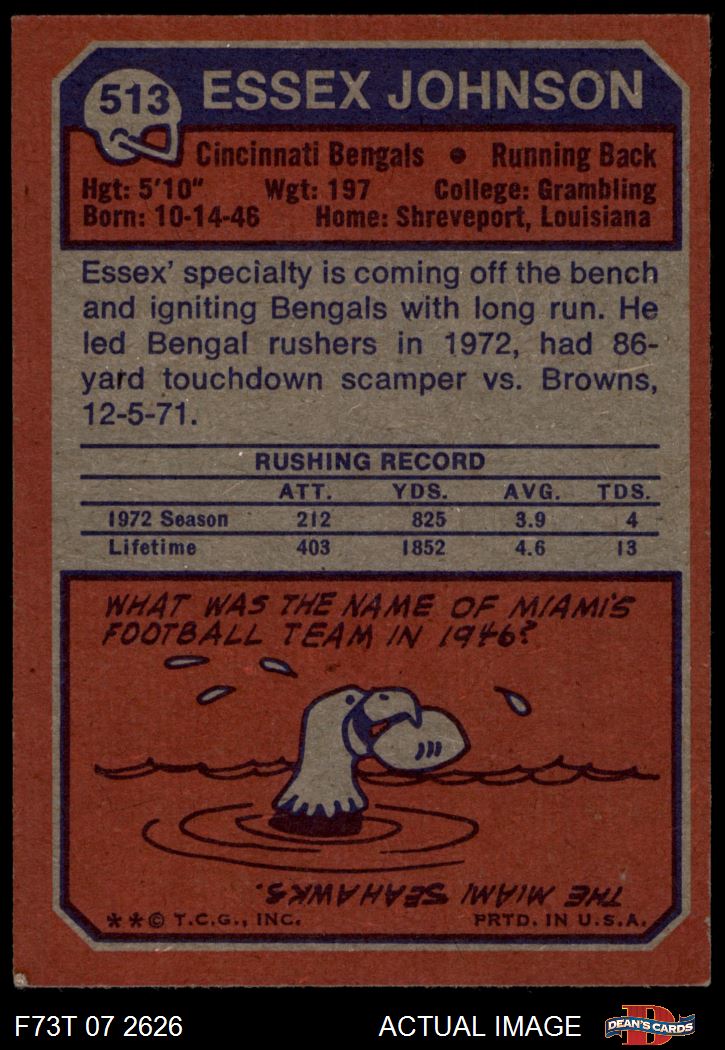 513
ESSEX JOHNSON
Cincinnati Bengals • Running Back
Hgt: 5'10" Wgt: 197 College: Grambling
Born: 10-14-46 Home: Shreveport, Louisiana
Essex' specialty is coming off the bench
and igniting Bengals with long run. He
led Bengal rushers in 1972, had 86-
yard touchdown scamper vs. Browns,
12-5-71.
RUSHING RECORD
ATT. YDS. AVG. TDS.
1972 Season 212 825 3.9 4
Lifetime 403 1852 4.6 13
WHAT WAS THE NAME OF MIAMI'S
FOOTBALL TEAM IN 1946?
THE MIAMI SEAHAWKS.
**© T.C.G., INC. PRTD. IN U.S.A.
F73T 07 2626 ACTUAL IMAGE D DEAN'S CARDS